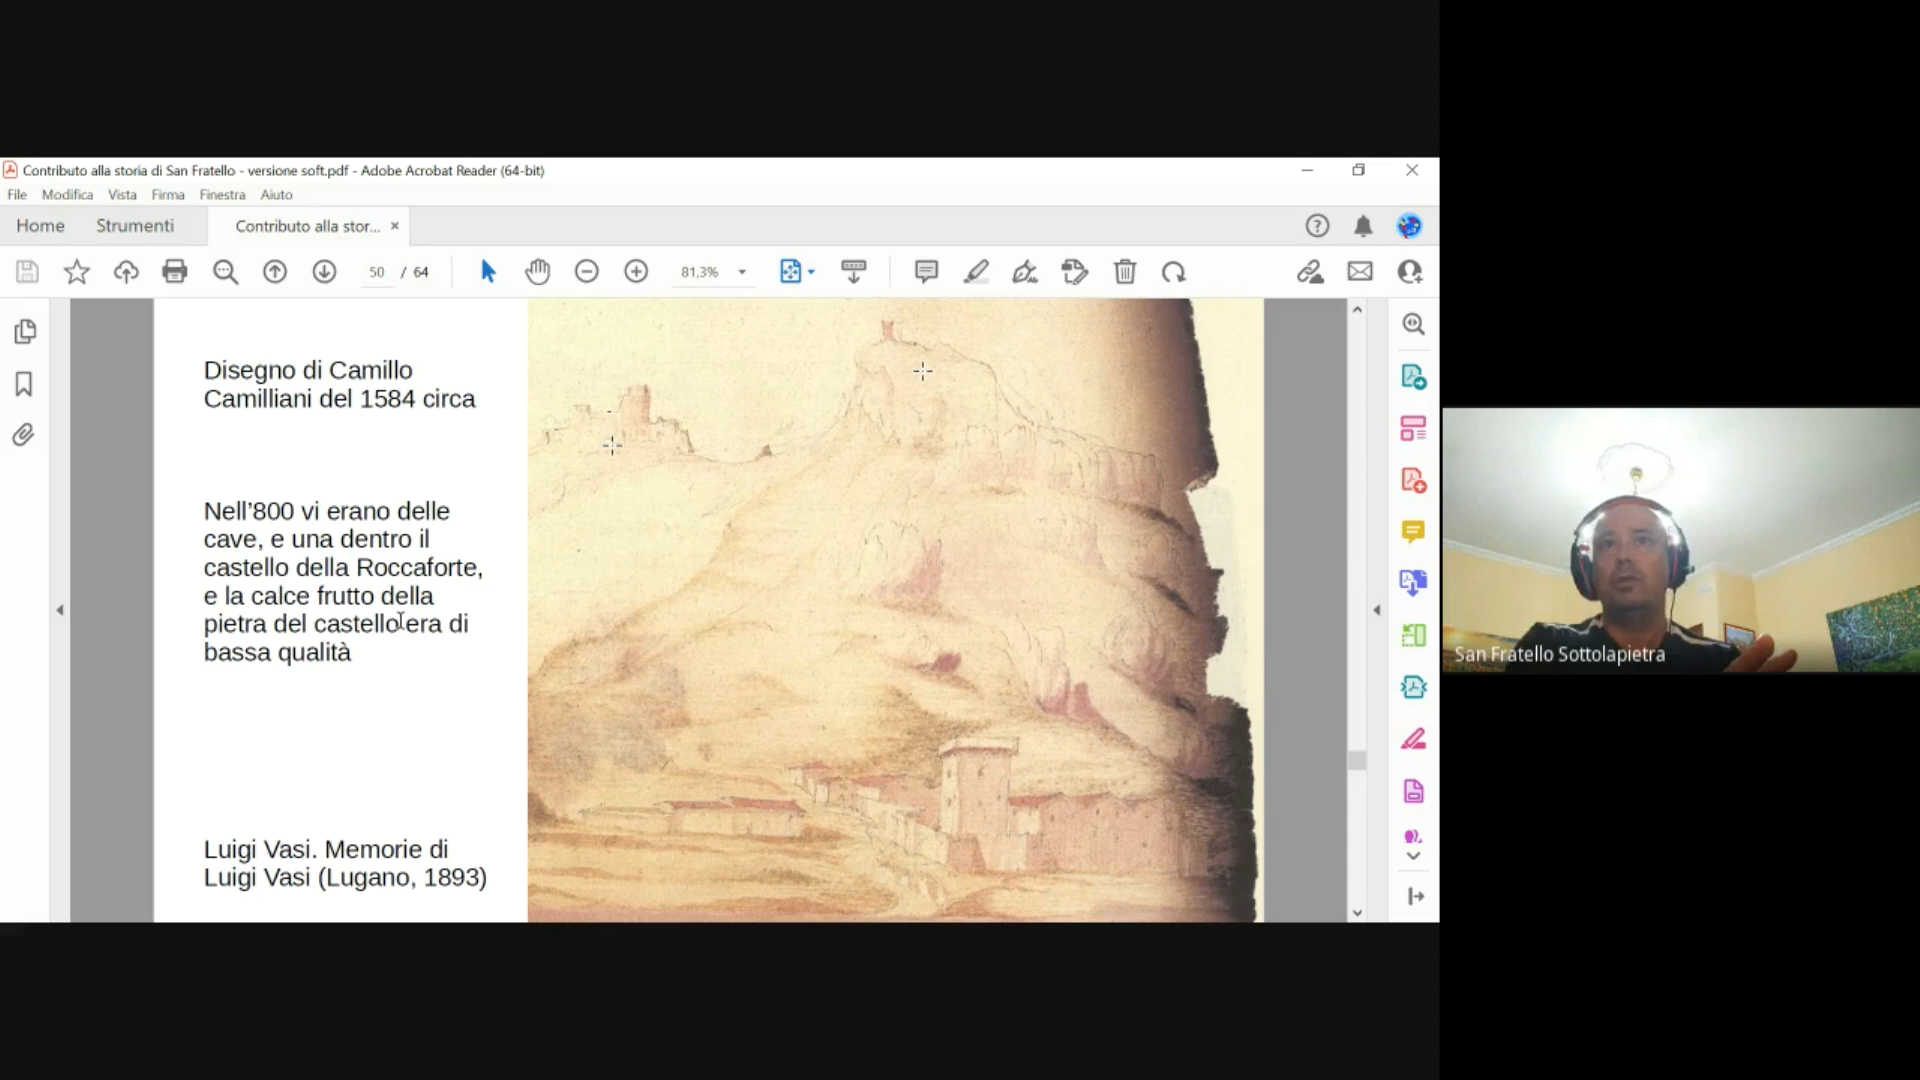 Contributo alla storia di San Fratello - versione soft.pdf - Adobe Acrobat Reader (64-bit)
File Modifica Vista Firma Finestra Aiuto
Home Strumenti Contributo alla stor...
50 / 64 81,3%
Disegno di Camillo
Camilliani del 1584 circa
Nell'800 vi erano delle
cave, e una dentro il
castello della Roccaforte,
e la calce frutto della
pietra del castello era di
bassa qualità
Luigi Vasi. Memorie di
Luigi Vasi (Lugano, 1893)
San Fratello Sottolapietra